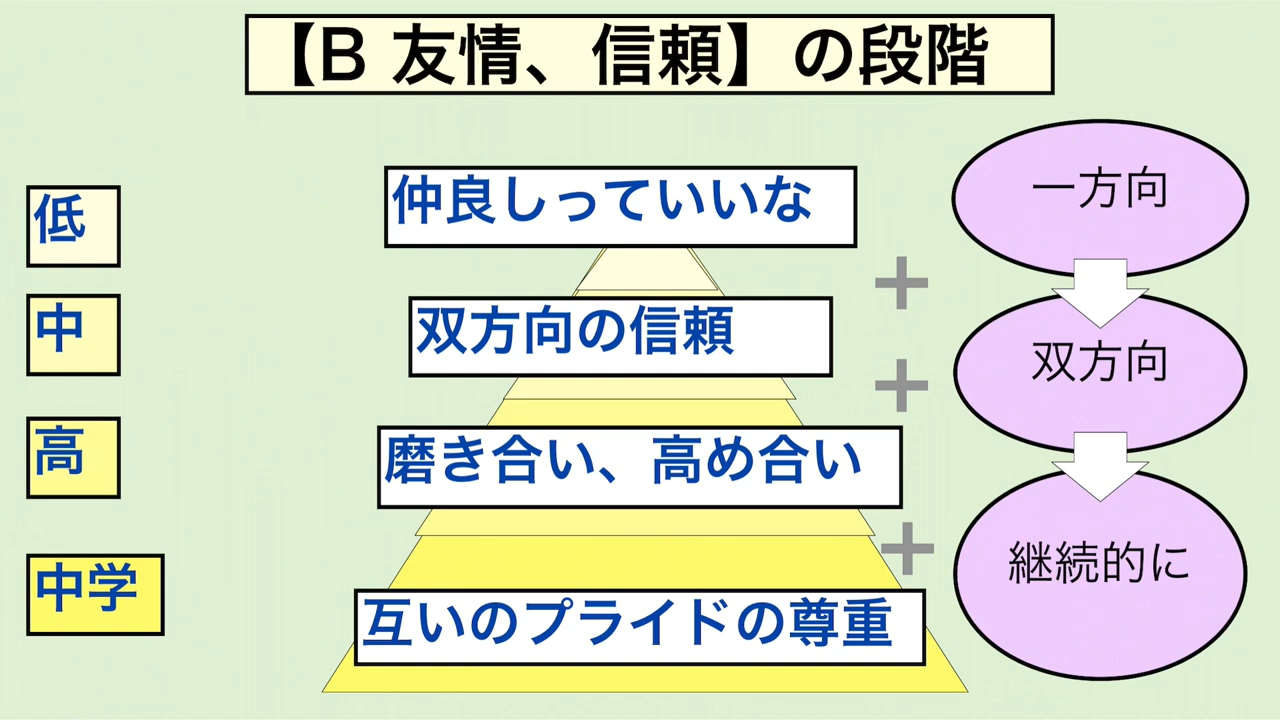 【B 友情、信頼】の段階
低
仲良しっていいな
一方向
+
中
双方向の信頼
双方向
+
高
磨き合い、高め合い
+
継続的に
中学
互いのプライドの尊重